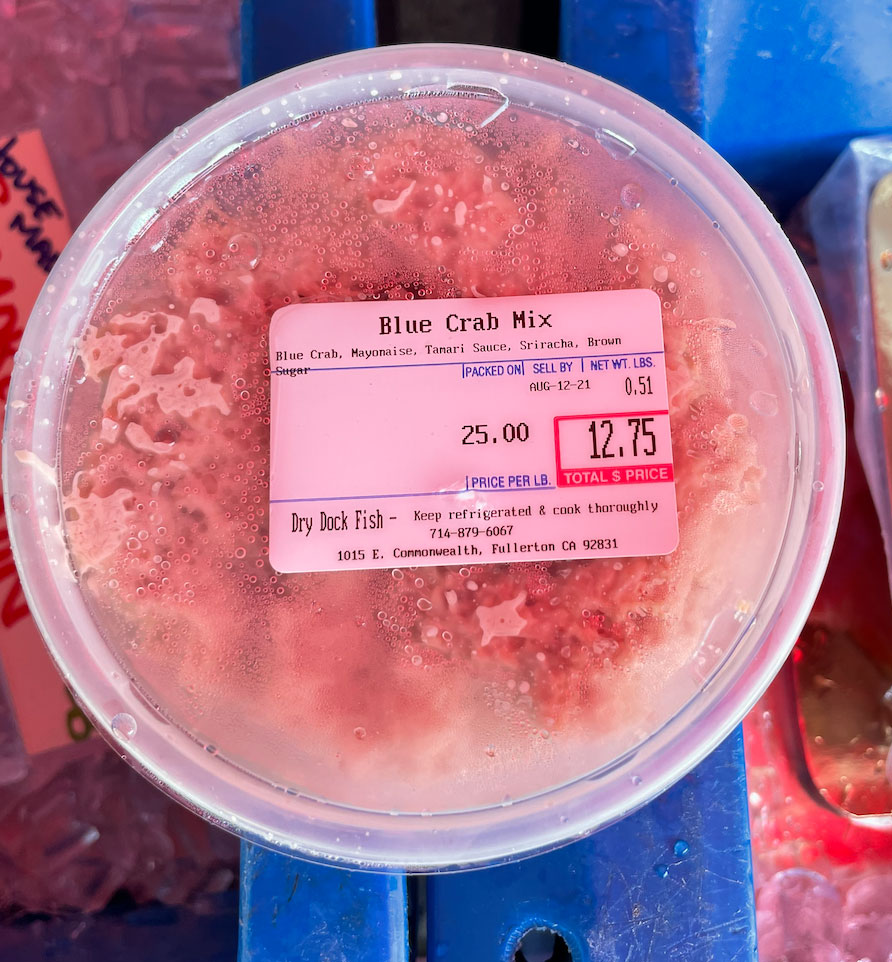 HOUSE
MA
Blue Crab Mix
Blue Crab, Mayonaise, Tamari Sauce, Sriracha, Brown
Sugar
PACKED ON SELL BY NET WT. LBS.
AUG-12-21 0.51
25.00 12.75
PRICE PER LB. TOTAL $ PRICE
Dry Dock Fish - Keep refrigerated & cook thoroughly
714-879-6067
1015 E. Commonwealth, Fullerton CA 92831